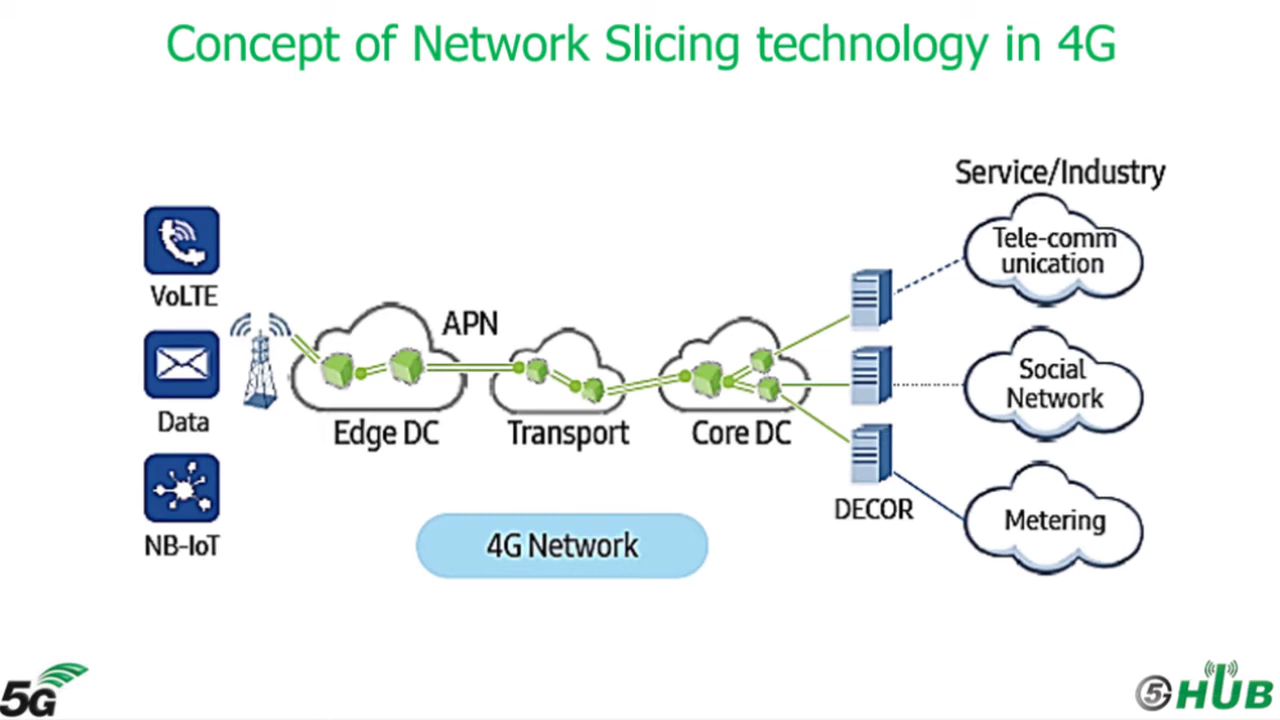 Concept of Network Slicing technology in 4G
Service/Industry
VoLTE
Data
NB-IoT
APN
Edge DC
Transport
Core DC
DECOR
Tele-comm
unication
Social
Network
Metering
4G Network
5G
5 HUB